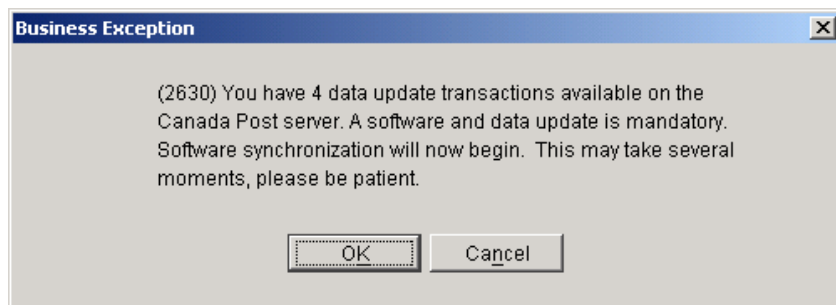 Business Exception
(2630) You have 4 data update transactions available on the
Canada Post server. A software and data update is mandatory.
Software synchronization will now begin.  This may take several
moments, please be patient.
OK
Cancel